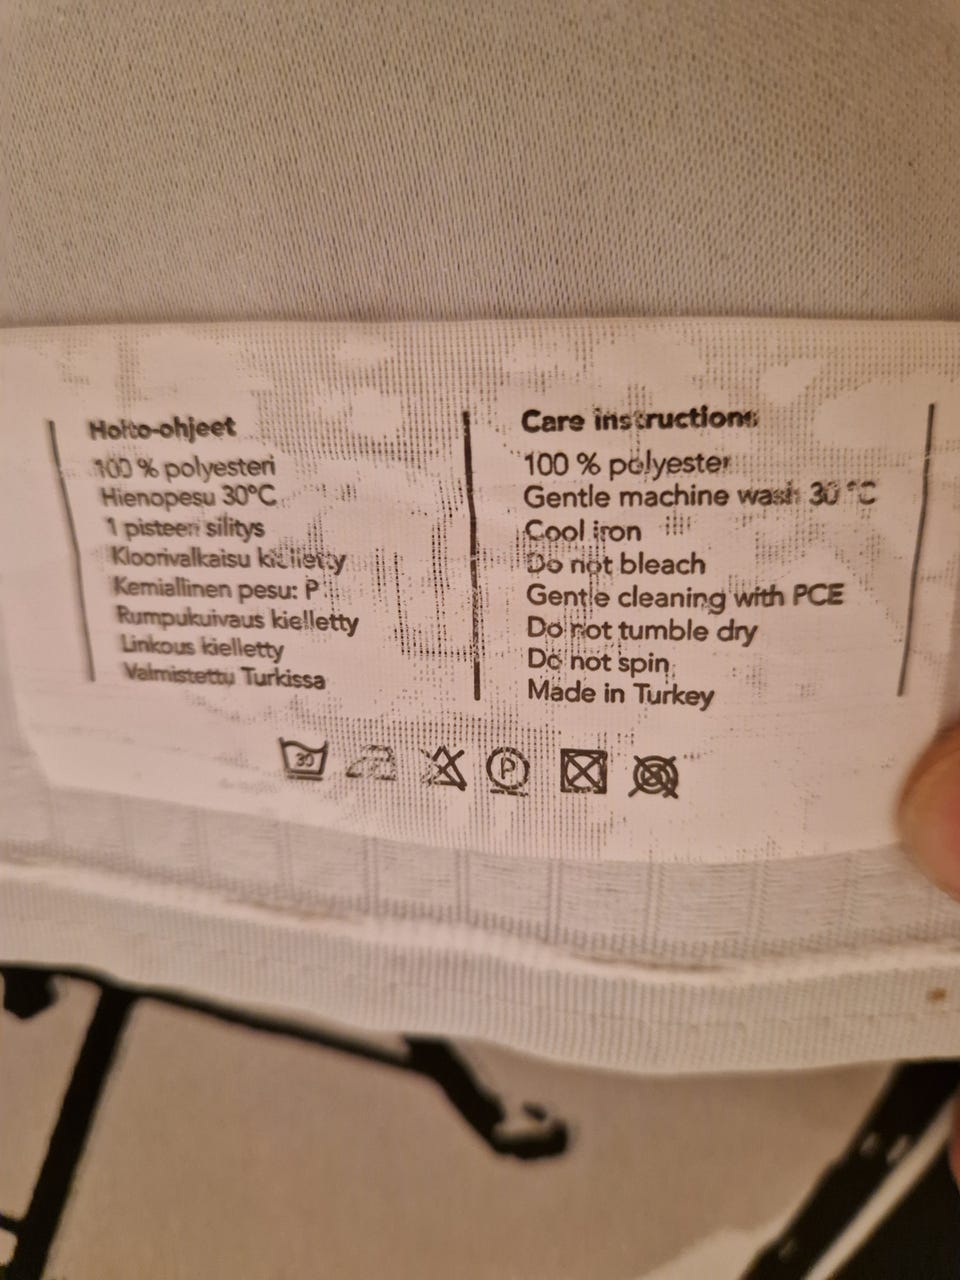 Hoito-ohjeet
100 % polyesteri
Hienopesu 30°C
1 pisteen silitys
Kloorivalkaisu kielletty
Kemiallinen pesu: P
Rumpukuivaus kielletty
Linkous kielletty
Valmistettu Turkissa
Care instructions
100 % polyester
Gentle machine wash 30 °C
Cool iron
Do not bleach
Gentle cleaning with PCE
Do not tumble dry
Do not spin
Made in Turkey
30 P